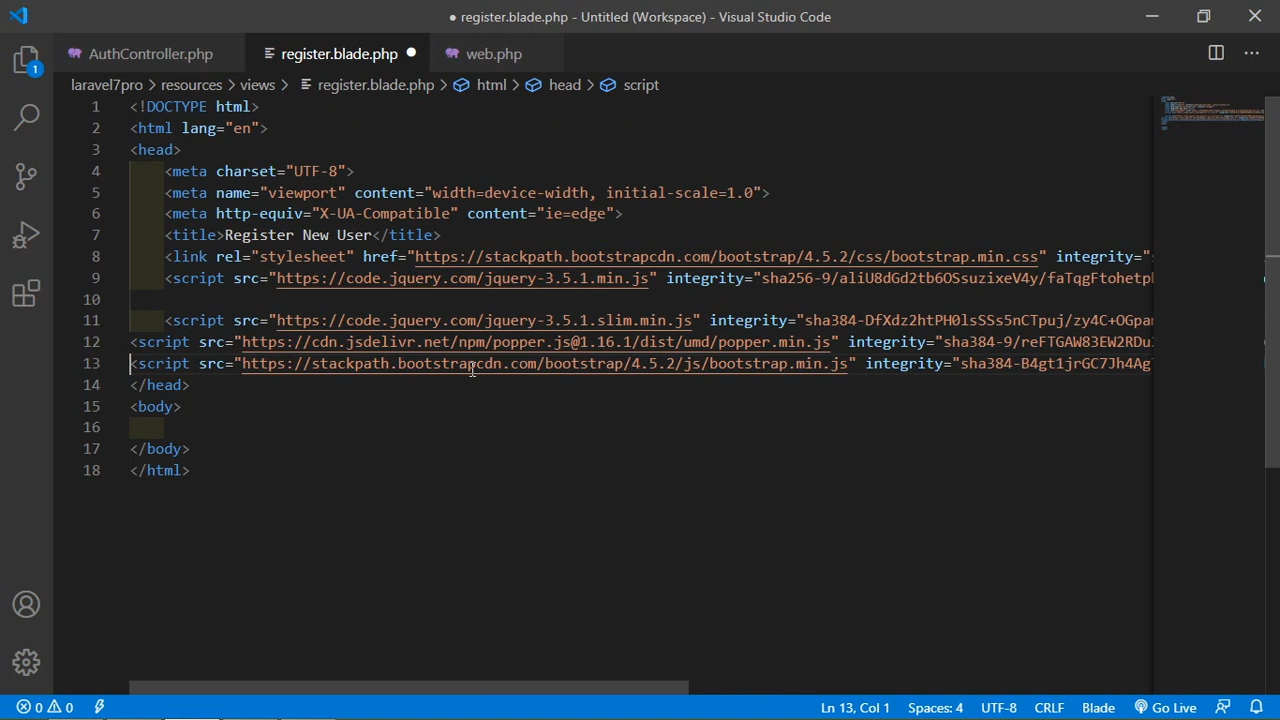 ● register.blade.php - Untitled (Workspace) - Visual Studio Code
AuthController.php register.blade.php ● web.php
1
laravel7pro > resources > views > register.blade.php > html > head > script
1 <!DOCTYPE html>
2 <html lang="en">
3 <head>
4 <meta charset="UTF-8">
5 <meta name="viewport" content="width=device-width, initial-scale=1.0">
6 <meta http-equiv="X-UA-Compatible" content="ie=edge">
7 <title>Register New User</title>
8 <link rel="stylesheet" href="https://stackpath.bootstrapcdn.com/bootstrap/4.5.2/css/bootstrap.min.css" integrity="
9 <script src="https://code.jquery.com/jquery-3.5.1.min.js" integrity="sha256-9/aliU8dGd2tb6OSsuzixeV4y/faTqgFtohetp
10
11 <script src="https://code.jquery.com/jquery-3.5.1.slim.min.js" integrity="sha384-DfXdz2htPH0lsSSs5nCTpuj/zy4C+OGpa
12 <script src="https://cdn.jsdelivr.net/npm/popper.js@1.16.1/dist/umd/popper.min.js" integrity="sha384-9/reFTGAW83EW2RDu
13 <script src="https://stackpath.bootstrapcdn.com/bootstrap/4.5.2/js/bootstrap.min.js" integrity="sha384-B4gt1jrGC7Jh4Ag
14 </head>
15 <body>
16
17 </body>
18 </html>
0 0 Ln 13, Col 1 Spaces: 4 UTF-8 CRLF Blade Go Live